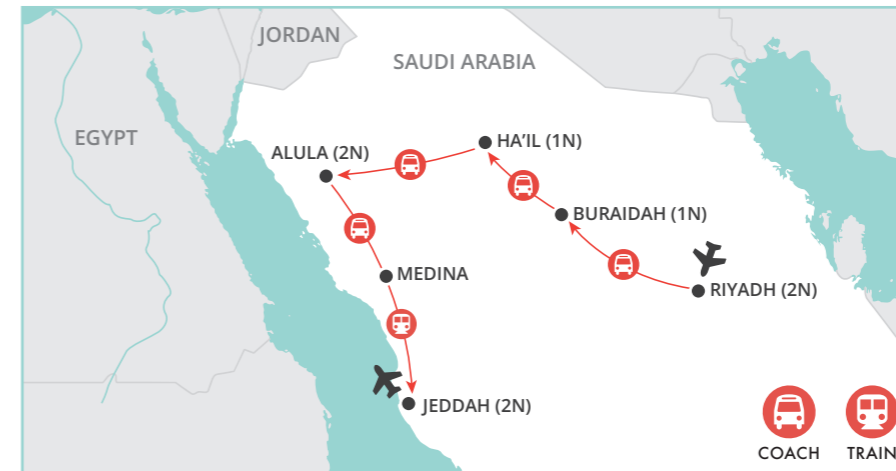 JORDAN
SAUDI ARABIA
EGYPT
HA'IL (1N)
ALULA (2N)
BURAIDAH (1N)
MEDINA
RIYADH (2N)
JEDDAH (2N)
COACH
TRAIN